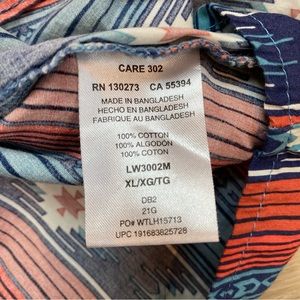 CARE 302
RN 130273 CA 55394
MADE IN BANGLADESH
HECHO EN BANGLADESH
FABRIQUE AU BANGLADESH
100% COTTON
100% ALGODÓN
100% COTON
LW3002M
XL/XG/TG
DB2
21G
PO# WTLH15713
UPC 191683825728